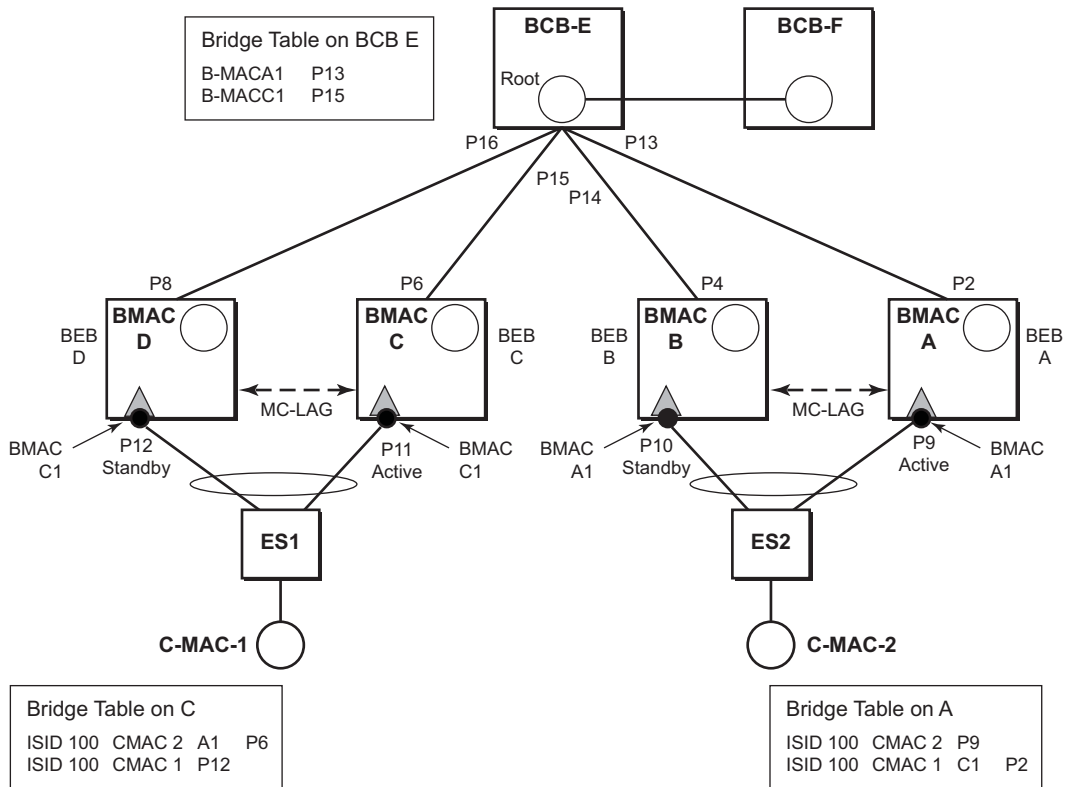 Bridge Table on BCB E
B-MACA1 P13
B-MACC1 P15
BCB-E
BCB-F
Root
P16
P13
P15
P14
P8
P6
P4
P2
BEB
D
BMAC
D
BMAC
C
BEB
C
BEB
B
BMAC
B
BMAC
A
BEB
A
MC-LAG
MC-LAG
BMAC
C1
P12
Standby
P11
Active
BMAC
C1
BMAC
A1
P10
Standby
P9
Active
BMAC
A1
ES1
ES2
C-MAC-1
C-MAC-2
Bridge Table on C
ISID 100 CMAC 2 A1 P6
ISID 100 CMAC 1 P12
Bridge Table on A
ISID 100 CMAC 2 P9
ISID 100 CMAC 1 C1 P2